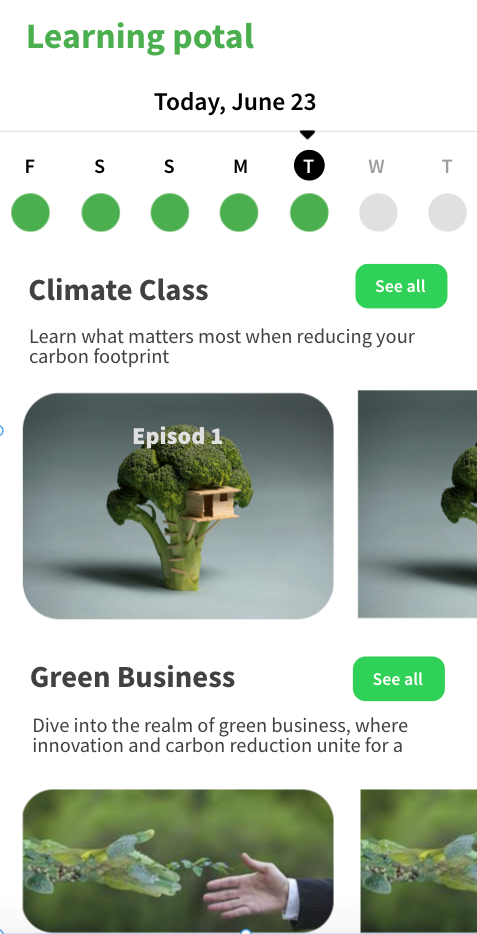 Learning potal
Today, June 23
F S S M T W T
Climate Class
See all
Learn what matters most when reducing your
carbon footprint
Episod 1
Green Business
See all
Dive into the realm of green business, where
innovation and carbon reduction unite for a